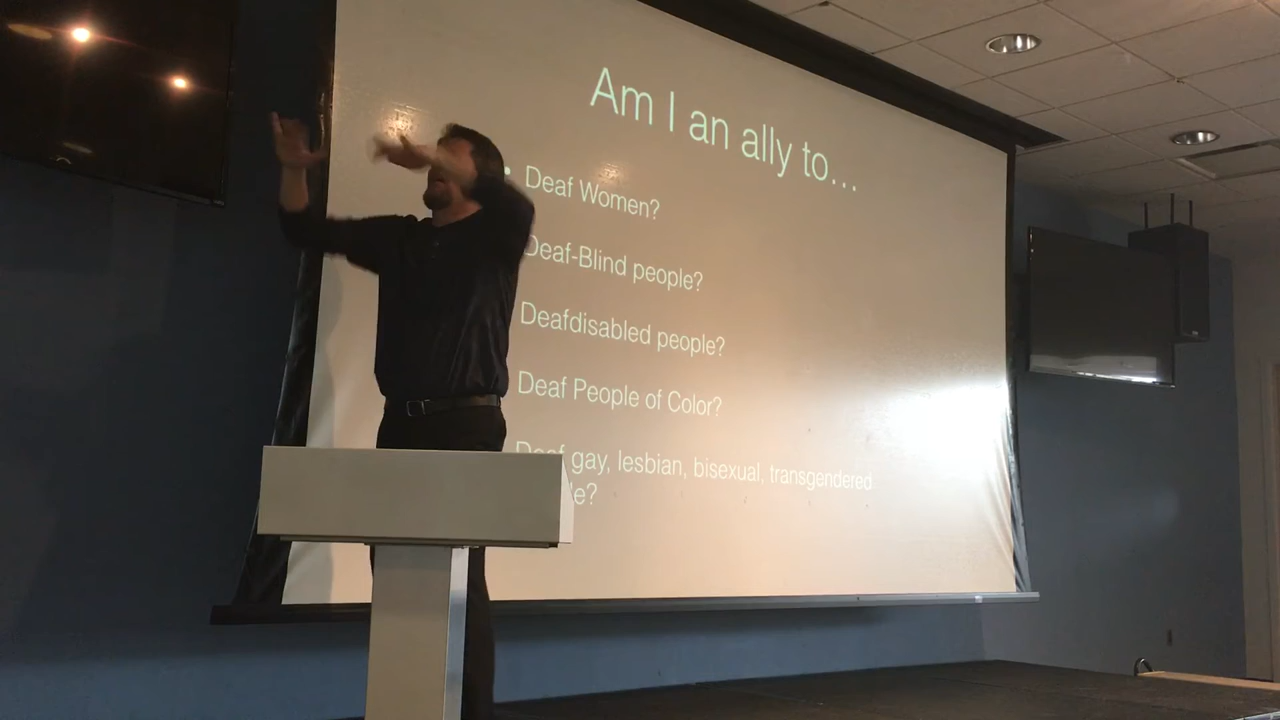 Am I an ally to...
Deaf Women?
Deaf-Blind people?
Deafdisabled people?
Deaf People of Color?
Deaf gay, lesbian, bisexual, transgendered